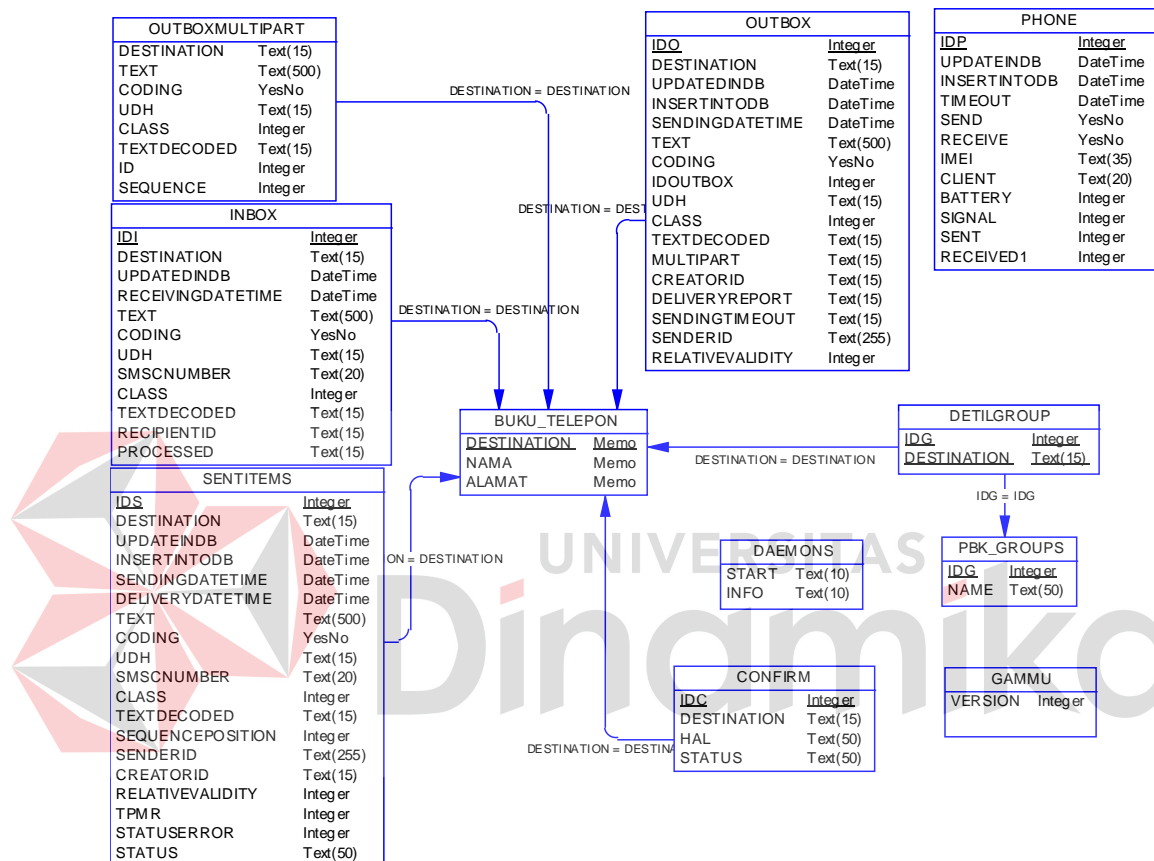 OUTBOXMULTIPART
DESTINATION Text(15)
TEXT Text(500)
CODING YesNo
UDH Text(15)
CLASS Integer
TEXTDECODED Text(15)
ID Integer
SEQUENCE Integer
DESTINATION = DESTINATION
OUTBOX
IDO Integer
DESTINATION Text(15)
UPDATEDINDB DateTime
INSERTINTODB DateTime
SENDINGDATETIME DateTime
TEXT Text(500)
CODING YesNo
IDOUTBOX Integer
UDH Text(15)
CLASS Integer
TEXTDECODED Text(15)
MULTIPART Text(15)
CREATORID Text(15)
DELIVERYREPORT Text(15)
SENDINGTIMEOUT Text(15)
SENDERID Text(255)
RELATIVEVALIDITY Integer
DESTINATION = DEST
PHONE
IDP Integer
UPDATEINDB DateTime
INSERTINTODB DateTime
TIMEOUT DateTime
SEND YesNo
RECEIVE YesNo
IMEI Text(35)
CLIENT Text(20)
BATTERY Integer
SIGNAL Integer
SENT Integer
RECEIVED1 Integer
INBOX
IDI Integer
DESTINATION Text(15)
UPDATEDINDB DateTime
RECEIVINGDATETIME DateTime
TEXT Text(500)
CODING YesNo
UDH Text(15)
SMSCNUMBER Text(20)
CLASS Integer
TEXTDECODED Text(15)
RECIPIENTID Text(15)
PROCESSED Text(15)
DESTINATION = DESTINATION
BUKU_TELEPON
DESTINATION Memo
NAMA Memo
ALAMAT Memo
DESTINATION = DESTINATION
DETILGROUP
IDG Integer
DESTINATION Text(15)
IDG = IDG
SENTITEMS
IDS Integer
DESTINATION Text(15)
UPDATEINDB DateTime
INSERTINTODB DateTime
SENDINGDATETIME DateTime
DELIVERYDATETIME DateTime
TEXT Text(500)
CODING YesNo
UDH Text(15)
SMSCNUMBER Text(20)
CLASS Integer
TEXTDECODED Text(15)
SEQUENCEPOSITION Integer
SENDERID Text(255)
CREATORID Text(15)
RELATIVEVALIDITY Integer
TPMR Integer
STATUSERROR Integer
STATUS Text(50)
ON = DESTINATION
UNIVERSITAS
Dinamika
DAEMONS
START Text(10)
INFO Text(10)
PBK_GROUPS
IDG Integer
NAME Text(50)
CONFIRM
IDC Integer
DESTINATION Text(15)
HAL Text(50)
STATUS Text(50)
DESTINATION = DESTINA
GAMMU
VERSION Integer